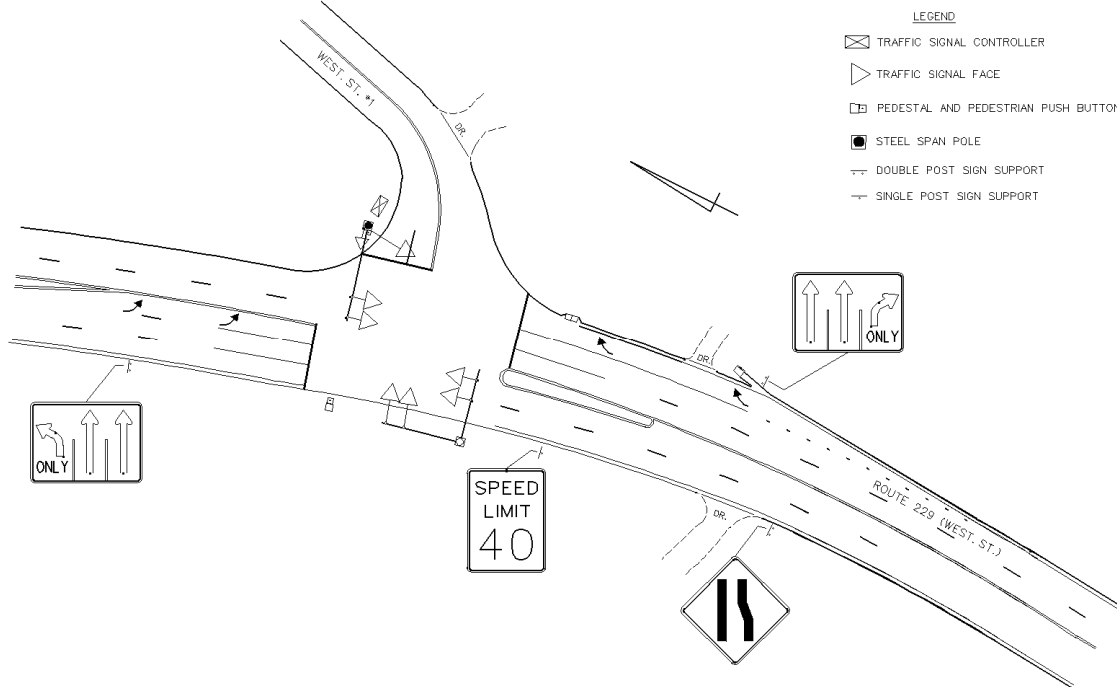 LEGEND
TRAFFIC SIGNAL CONTROLLER
TRAFFIC SIGNAL FACE
PEDESTAL AND PEDESTRIAN PUSH BUTTON
STEEL SPAN POLE
DOUBLE POST SIGN SUPPORT
SINGLE POST SIGN SUPPORT
WEST. ST. #1
DR.
ONLY
DR.
ONLY
SPEED
LIMIT
40
ROUTE 229 (WEST. ST.)
DR.